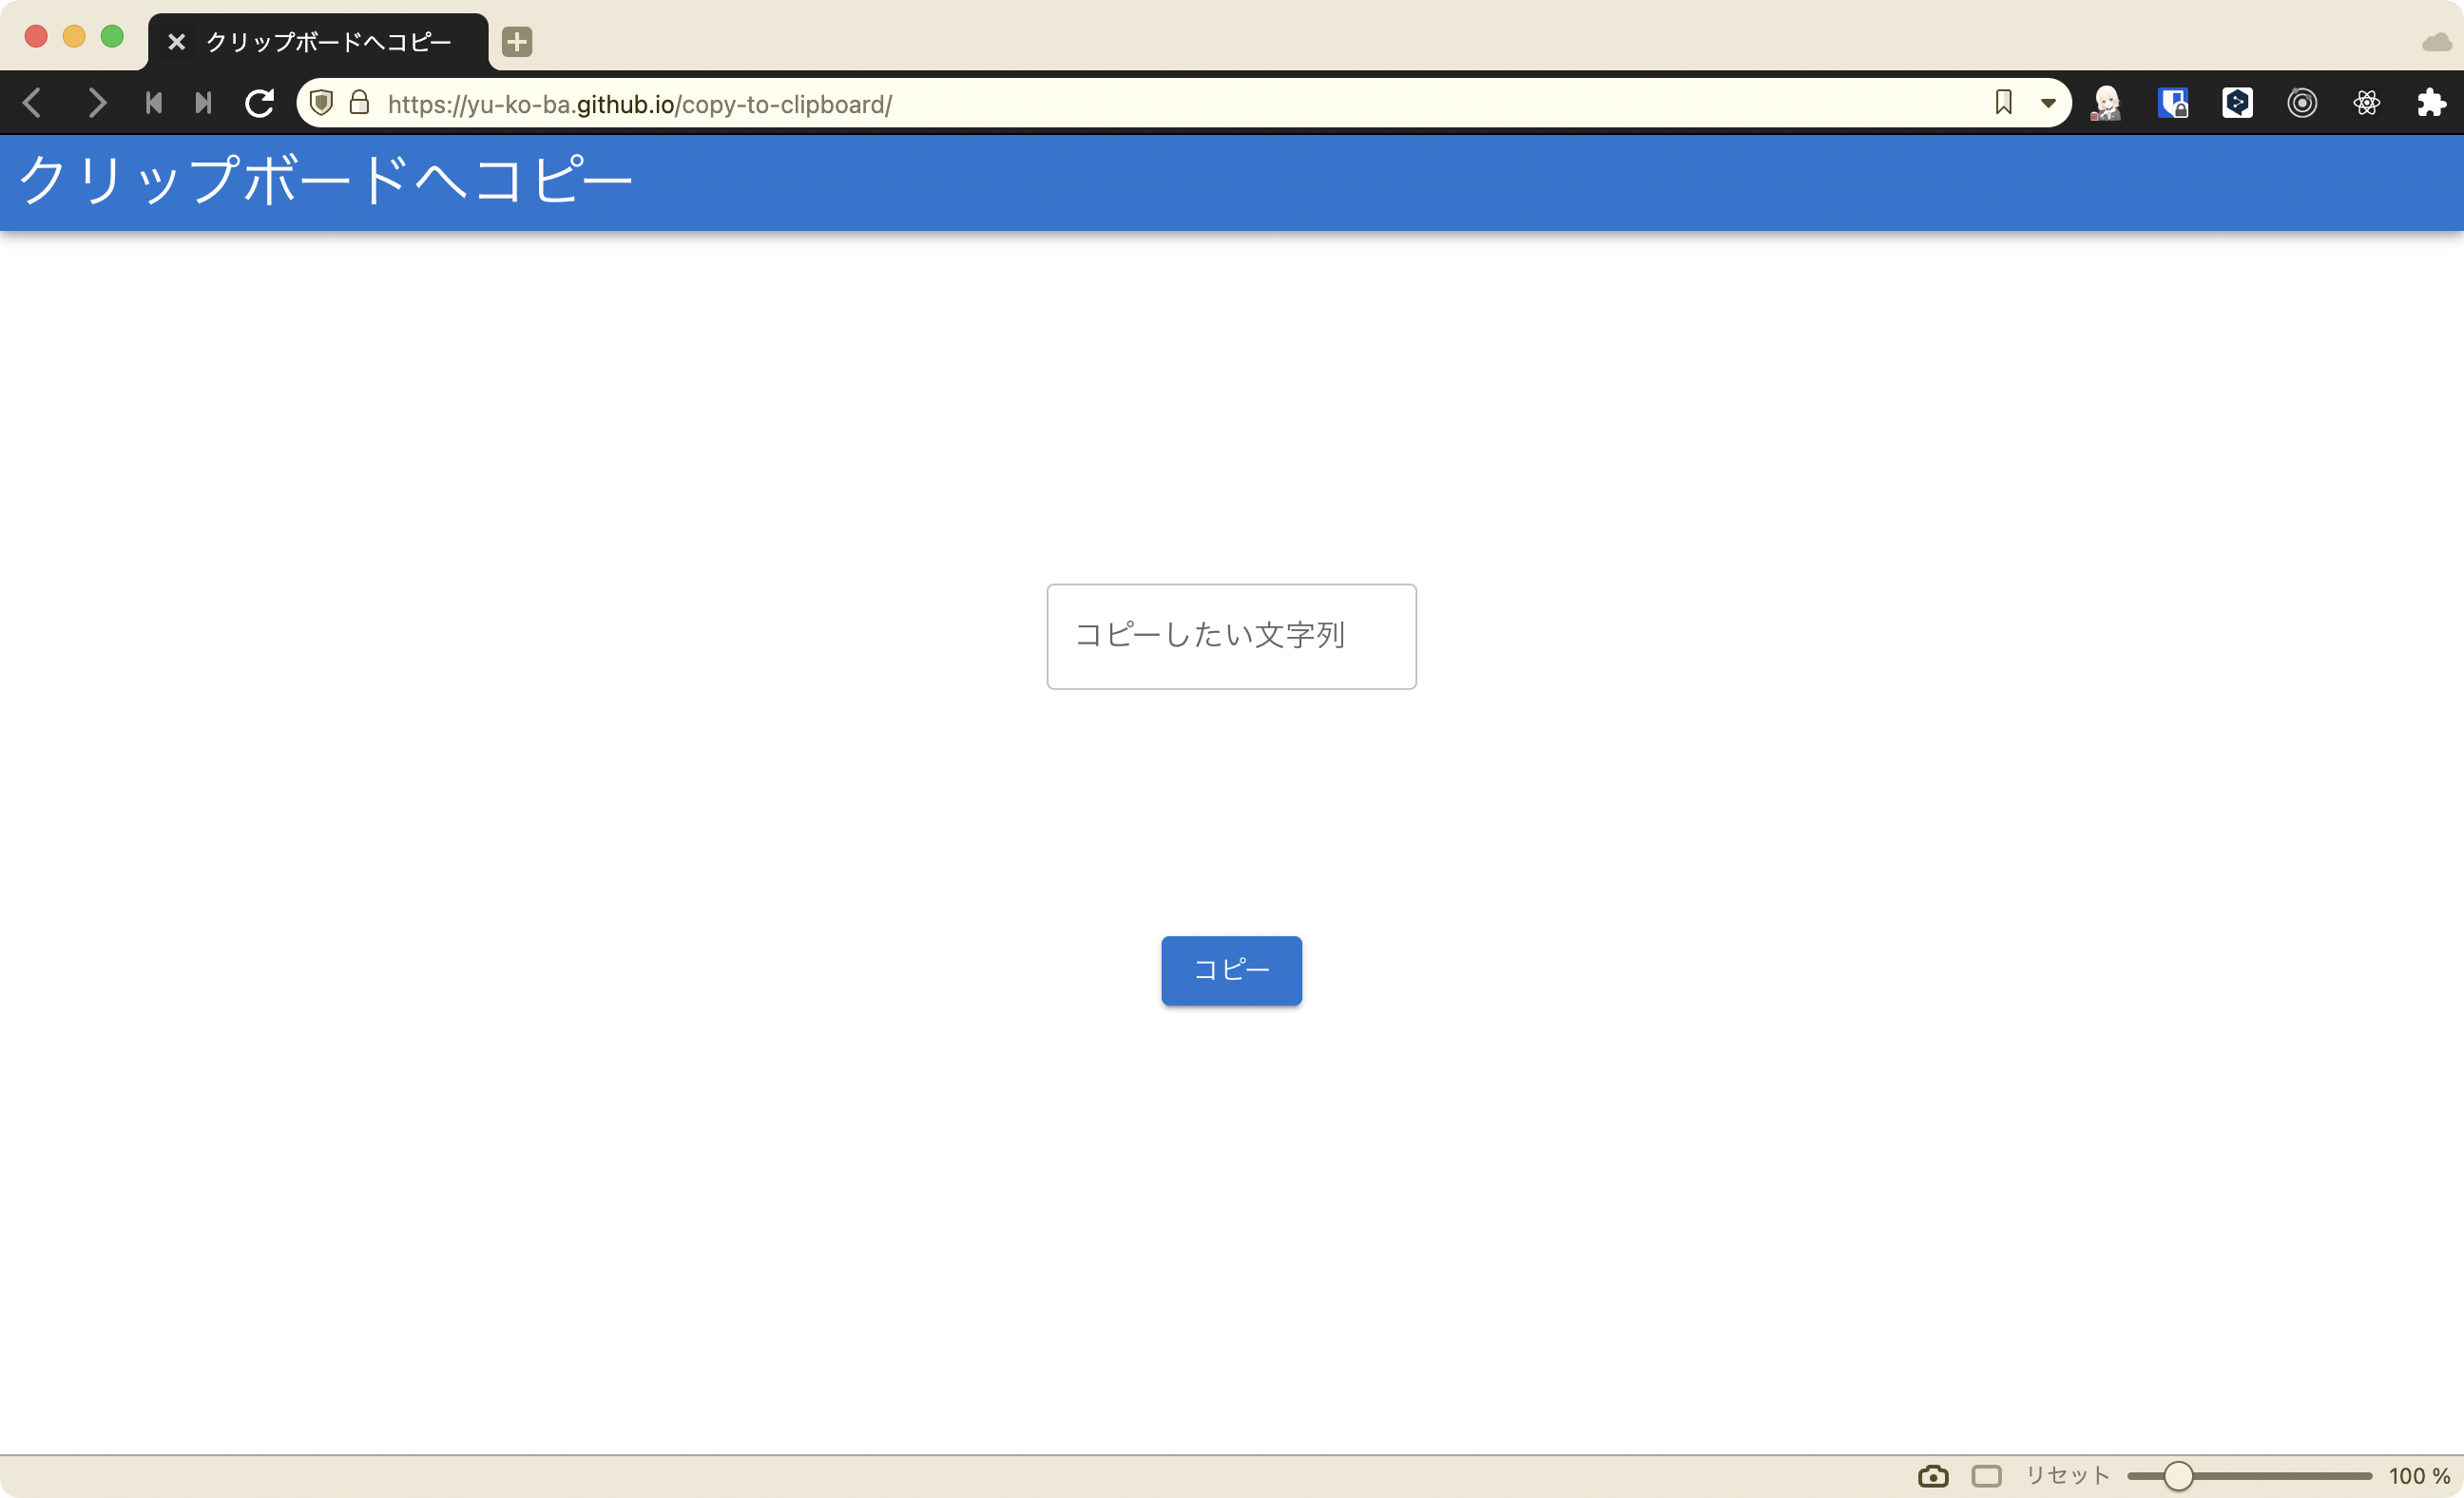 クリップボードへコピー
https://yu-ko-ba.github.io/copy-to-clipboard/
クリップボードへコピー
コピーしたい文字列
コピー
リセット 100 %